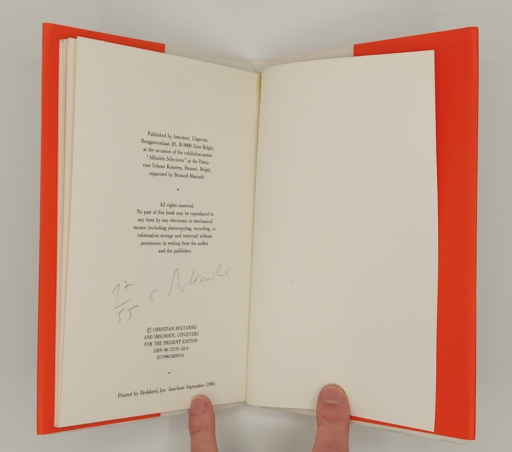 Published by Imschoot, Uitgevers,
Burggravenlaan 20, B-9000 Gent België,
at the occasion of the exhibition-series
"Affinités Sélectives" at the Paleis
voor Schone Kunsten, Brussel, België,
organized by Bernard Marcadé
All rights reserved.
No part of this book may be reproduced in
any form by any electronic or mechanical
means (including photocopying, recording, or
information storage and retrieval) without
permission in writing from the author
and the publisher.
17/55 C Boltanski
© CHRISTIAN BOLTANSKI
AND IMSCHOOT, UITGEVERS
FOR THE PRESENT EDITION
ISBN
Printed by Drukkerij Jos. Imschoot September 1990